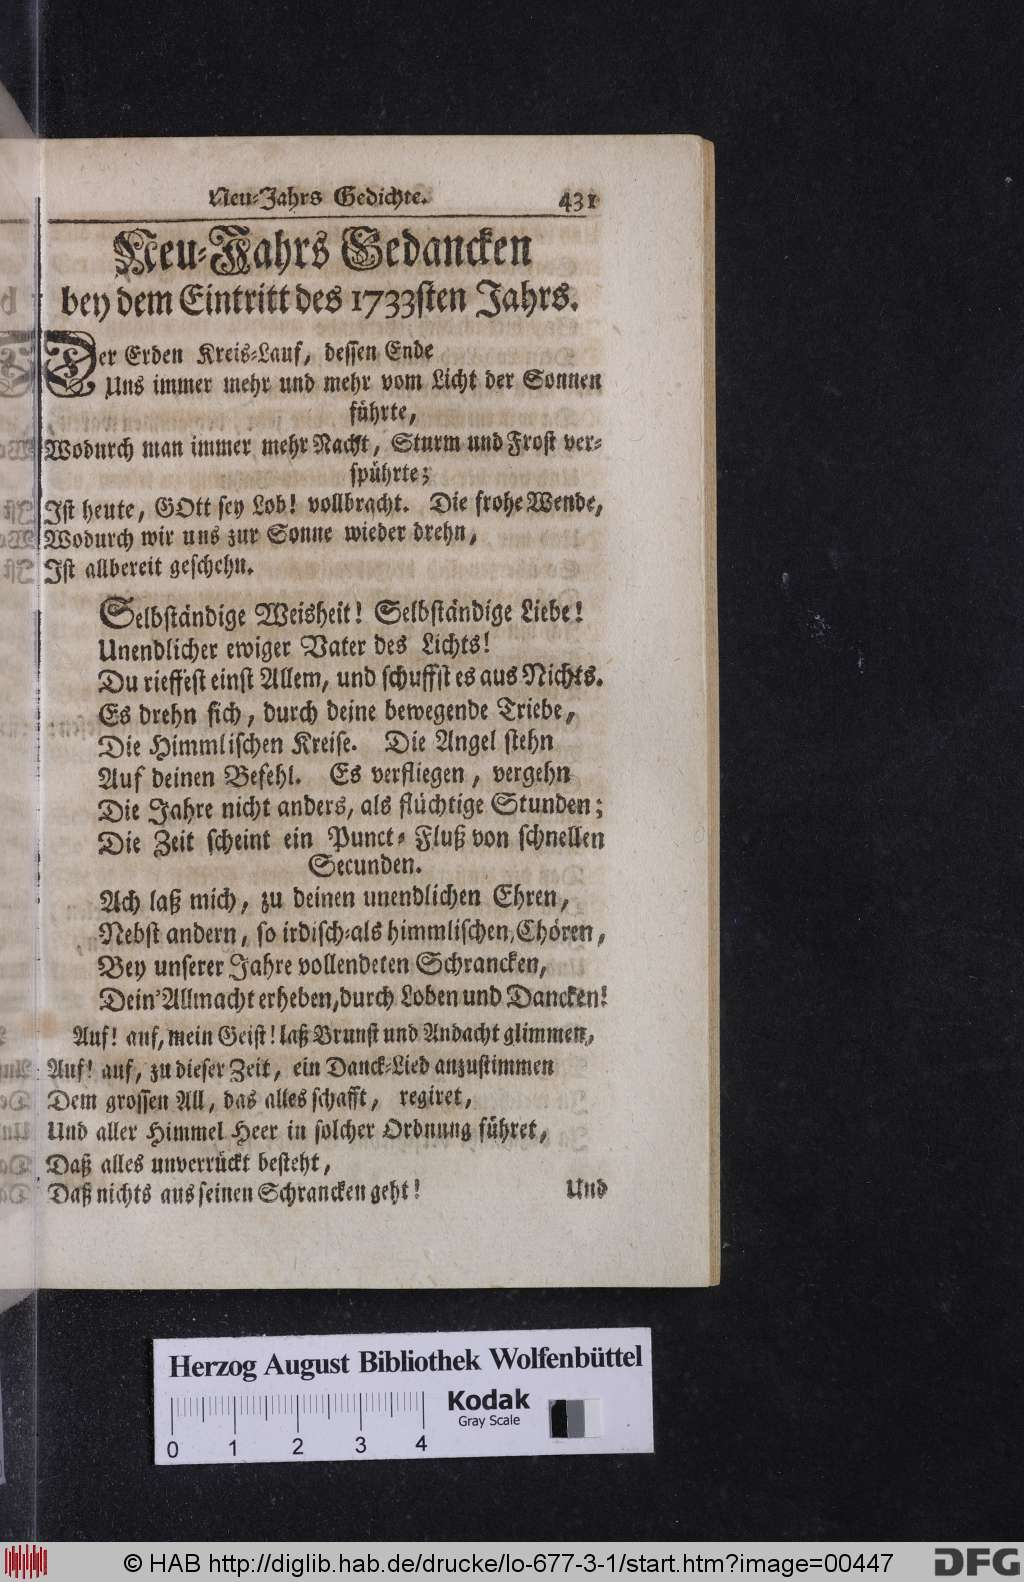 Neu-Jahrs Gedichte. 431
Neu-Jahrs Gedancken
bey dem Eintritt des 1733sten Jahrs.
Der Erden Kreis-Lauf, dessen Ende
Uns immer mehr und mehr vom Licht der Sonnen
führte,
Wodurch man immer mehr Nacht, Sturm und Frost ver-
spührte;
Ist heute, GOtt sey Lob! vollbracht. Die frohe Wende,
Wodurch wir uns zur Sonne wieder drehn,
Ist allbereit geschehn.
Selbständige Weisheit! Selbständige Liebe!
Unendlicher ewiger Vater des Lichts!
Du rieffest einst Allem, und schuffst es aus Nichts.
Es drehn sich, durch deine bewegende Triebe,
Die Himmlischen Kreise. Die Angel stehn
Auf deinen Befehl. Es verfliegen, vergehn
Die Jahre nicht anders, als flüchtige Stunden;
Die Zeit scheint ein Punct-Fluß von schnellen
Secunden.
Ach laß mich, zu deinen unendlichen Ehren,
Nebst andern, so irdisch-als himmlischen, Chören,
Bey unserer Jahre vollendeten Schrancken,
Dein' Allmacht erheben, durch Loben und Dancken!
Auf! auf, mein Geist! laß Brunst und Andacht glimmen,
Auf! auf, zu dieser Zeit, ein Danck-Lied anzustimmen
Dem grossen All, das alles schafft, regiret,
Und aller Himmel Heer in solcher Ordnung führet,
Daß alles unverrückt besteht,
Daß nichts aus seinen Schrancken geht!
Und
Herzog August Bibliothek Wolfenbüttel
Kodak
Gray Scale
0 1 2 3 4
© HAB http://diglib.hab.de/drucke/lo-677-3-1/start.htm?image=00447
DFG